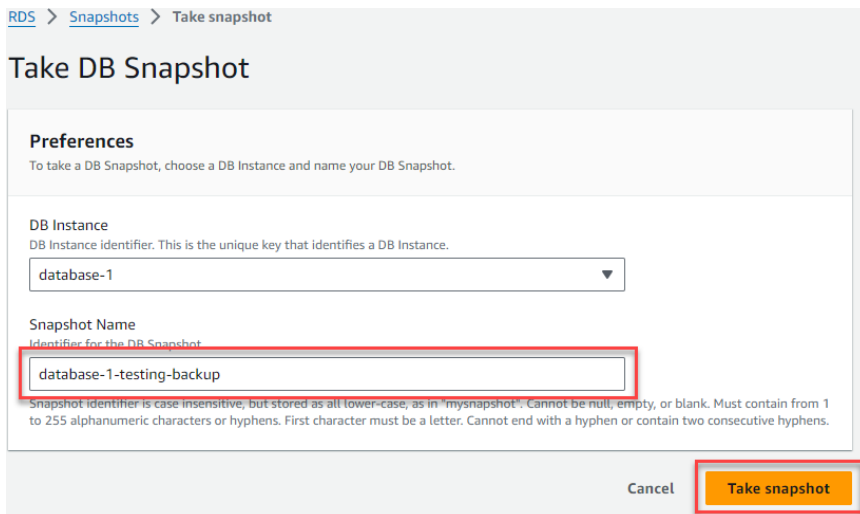 RDS > Snapshots > Take snapshot
Take DB Snapshot
Preferences
To take a DB Snapshot, choose a DB Instance and name your DB Snapshot.
DB Instance
DB Instance identifier. This is the unique key that identifies a DB Instance.
database-1
Snapshot Name
Identifier for the DB Snapshot.
database-1-testing-backup
Snapshot identifier is case insensitive, but stored as all lower-case, as in "mysnapshot". Cannot be null, empty, or blank. Must contain from 1
to 255 alphanumeric characters or hyphens. First character must be a letter. Cannot end with a hyphen or contain two consecutive hyphens.
Cancel Take snapshot